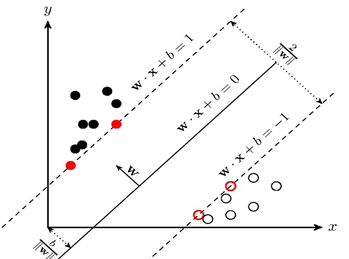 y
w · x + b = 1
w · x + b = 0
w · x + b = −1
2
‖w‖
w
x
b
‖w‖